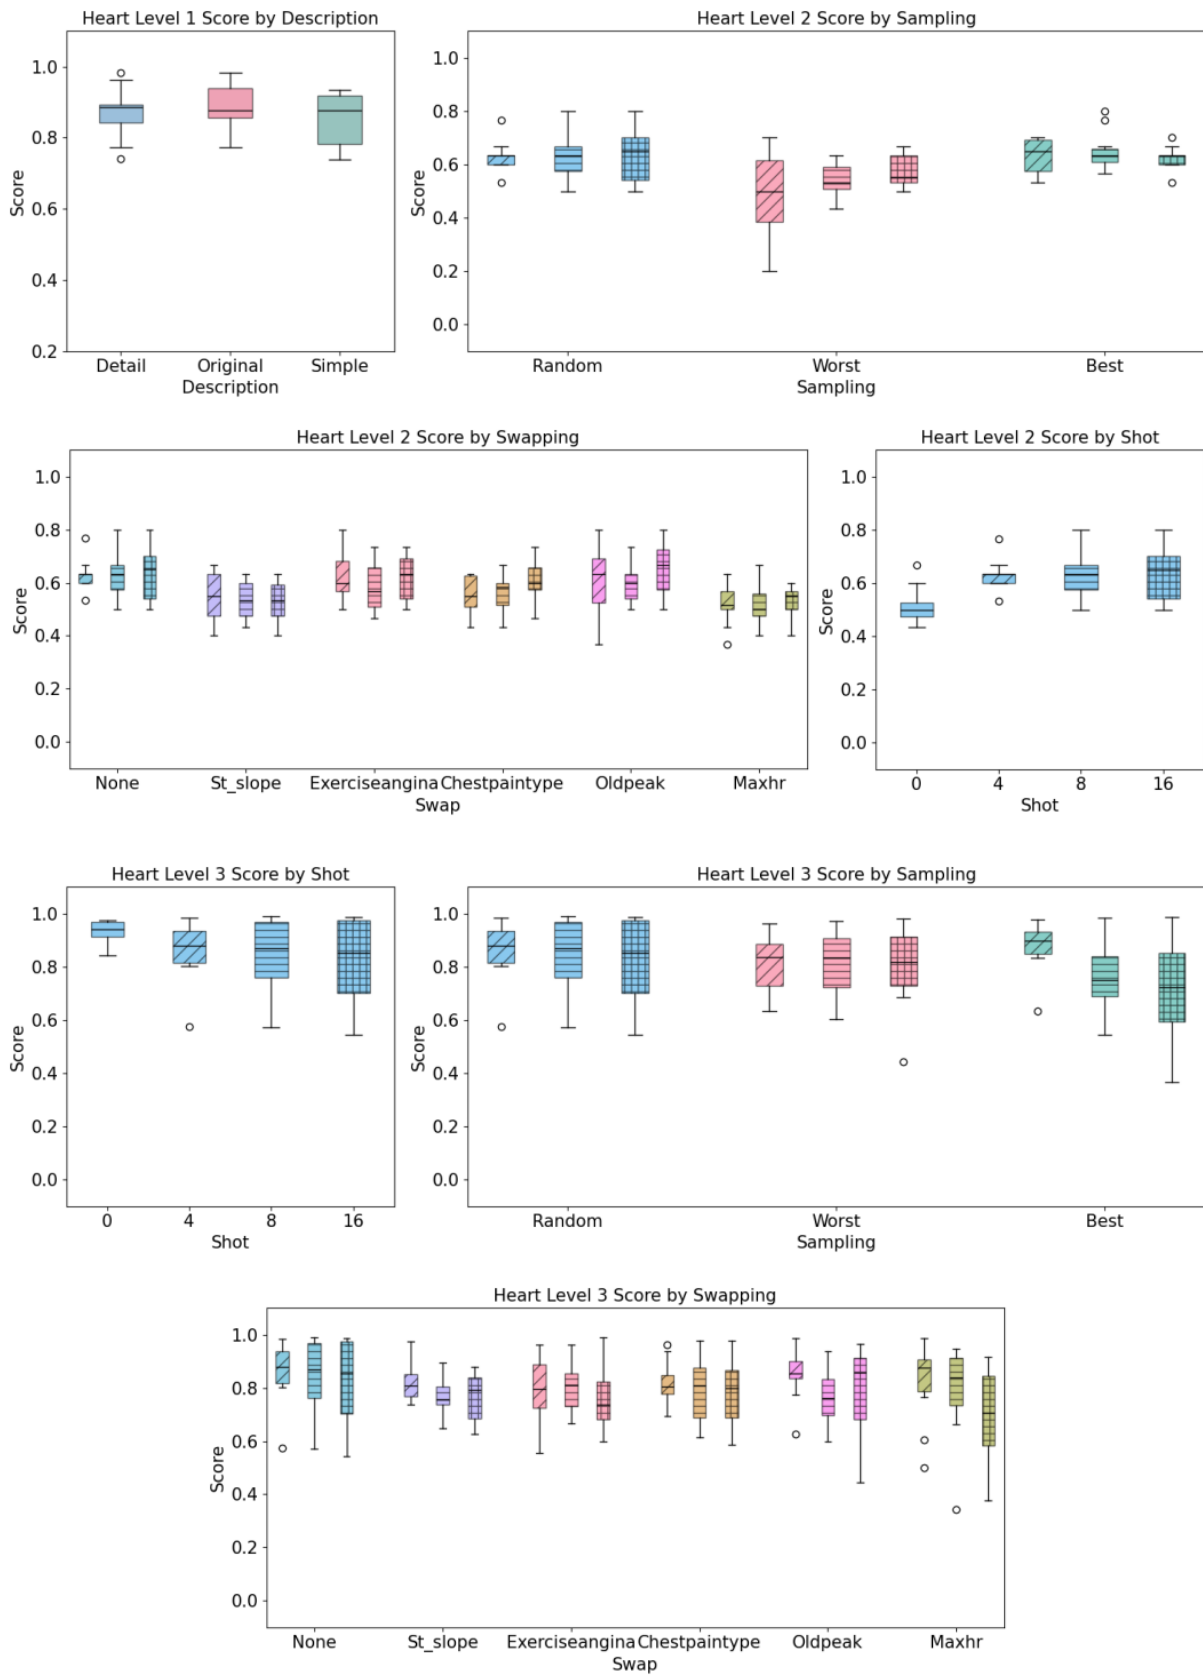 Heart Level 1 Score by Description
Score
1.0
0.8
0.6
0.4
0.2
Detail Original Simple
Description
Heart Level 2 Score by Sampling
Score
1.0
0.8
0.6
0.4
0.2
0.0
Random Worst Best
Sampling
Heart Level 2 Score by Swapping
Score
1.0
0.8
0.6
0.4
0.2
0.0
None St_slope Exerciseangina Chestpaintype Oldpeak Maxhr
Swap
Heart Level 2 Score by Shot
Score
1.0
0.8
0.6
0.4
0.2
0.0
0 4 8 16
Shot
Heart Level 3 Score by Shot
Score
1.0
0.8
0.6
0.4
0.2
0.0
0 4 8 16
Shot
Heart Level 3 Score by Sampling
Score
1.0
0.8
0.6
0.4
0.2
0.0
Random Worst Best
Sampling
Heart Level 3 Score by Swapping
Score
1.0
0.8
0.6
0.4
0.2
0.0
None St_slope Exerciseangina Chestpaintype Oldpeak Maxhr
Swap